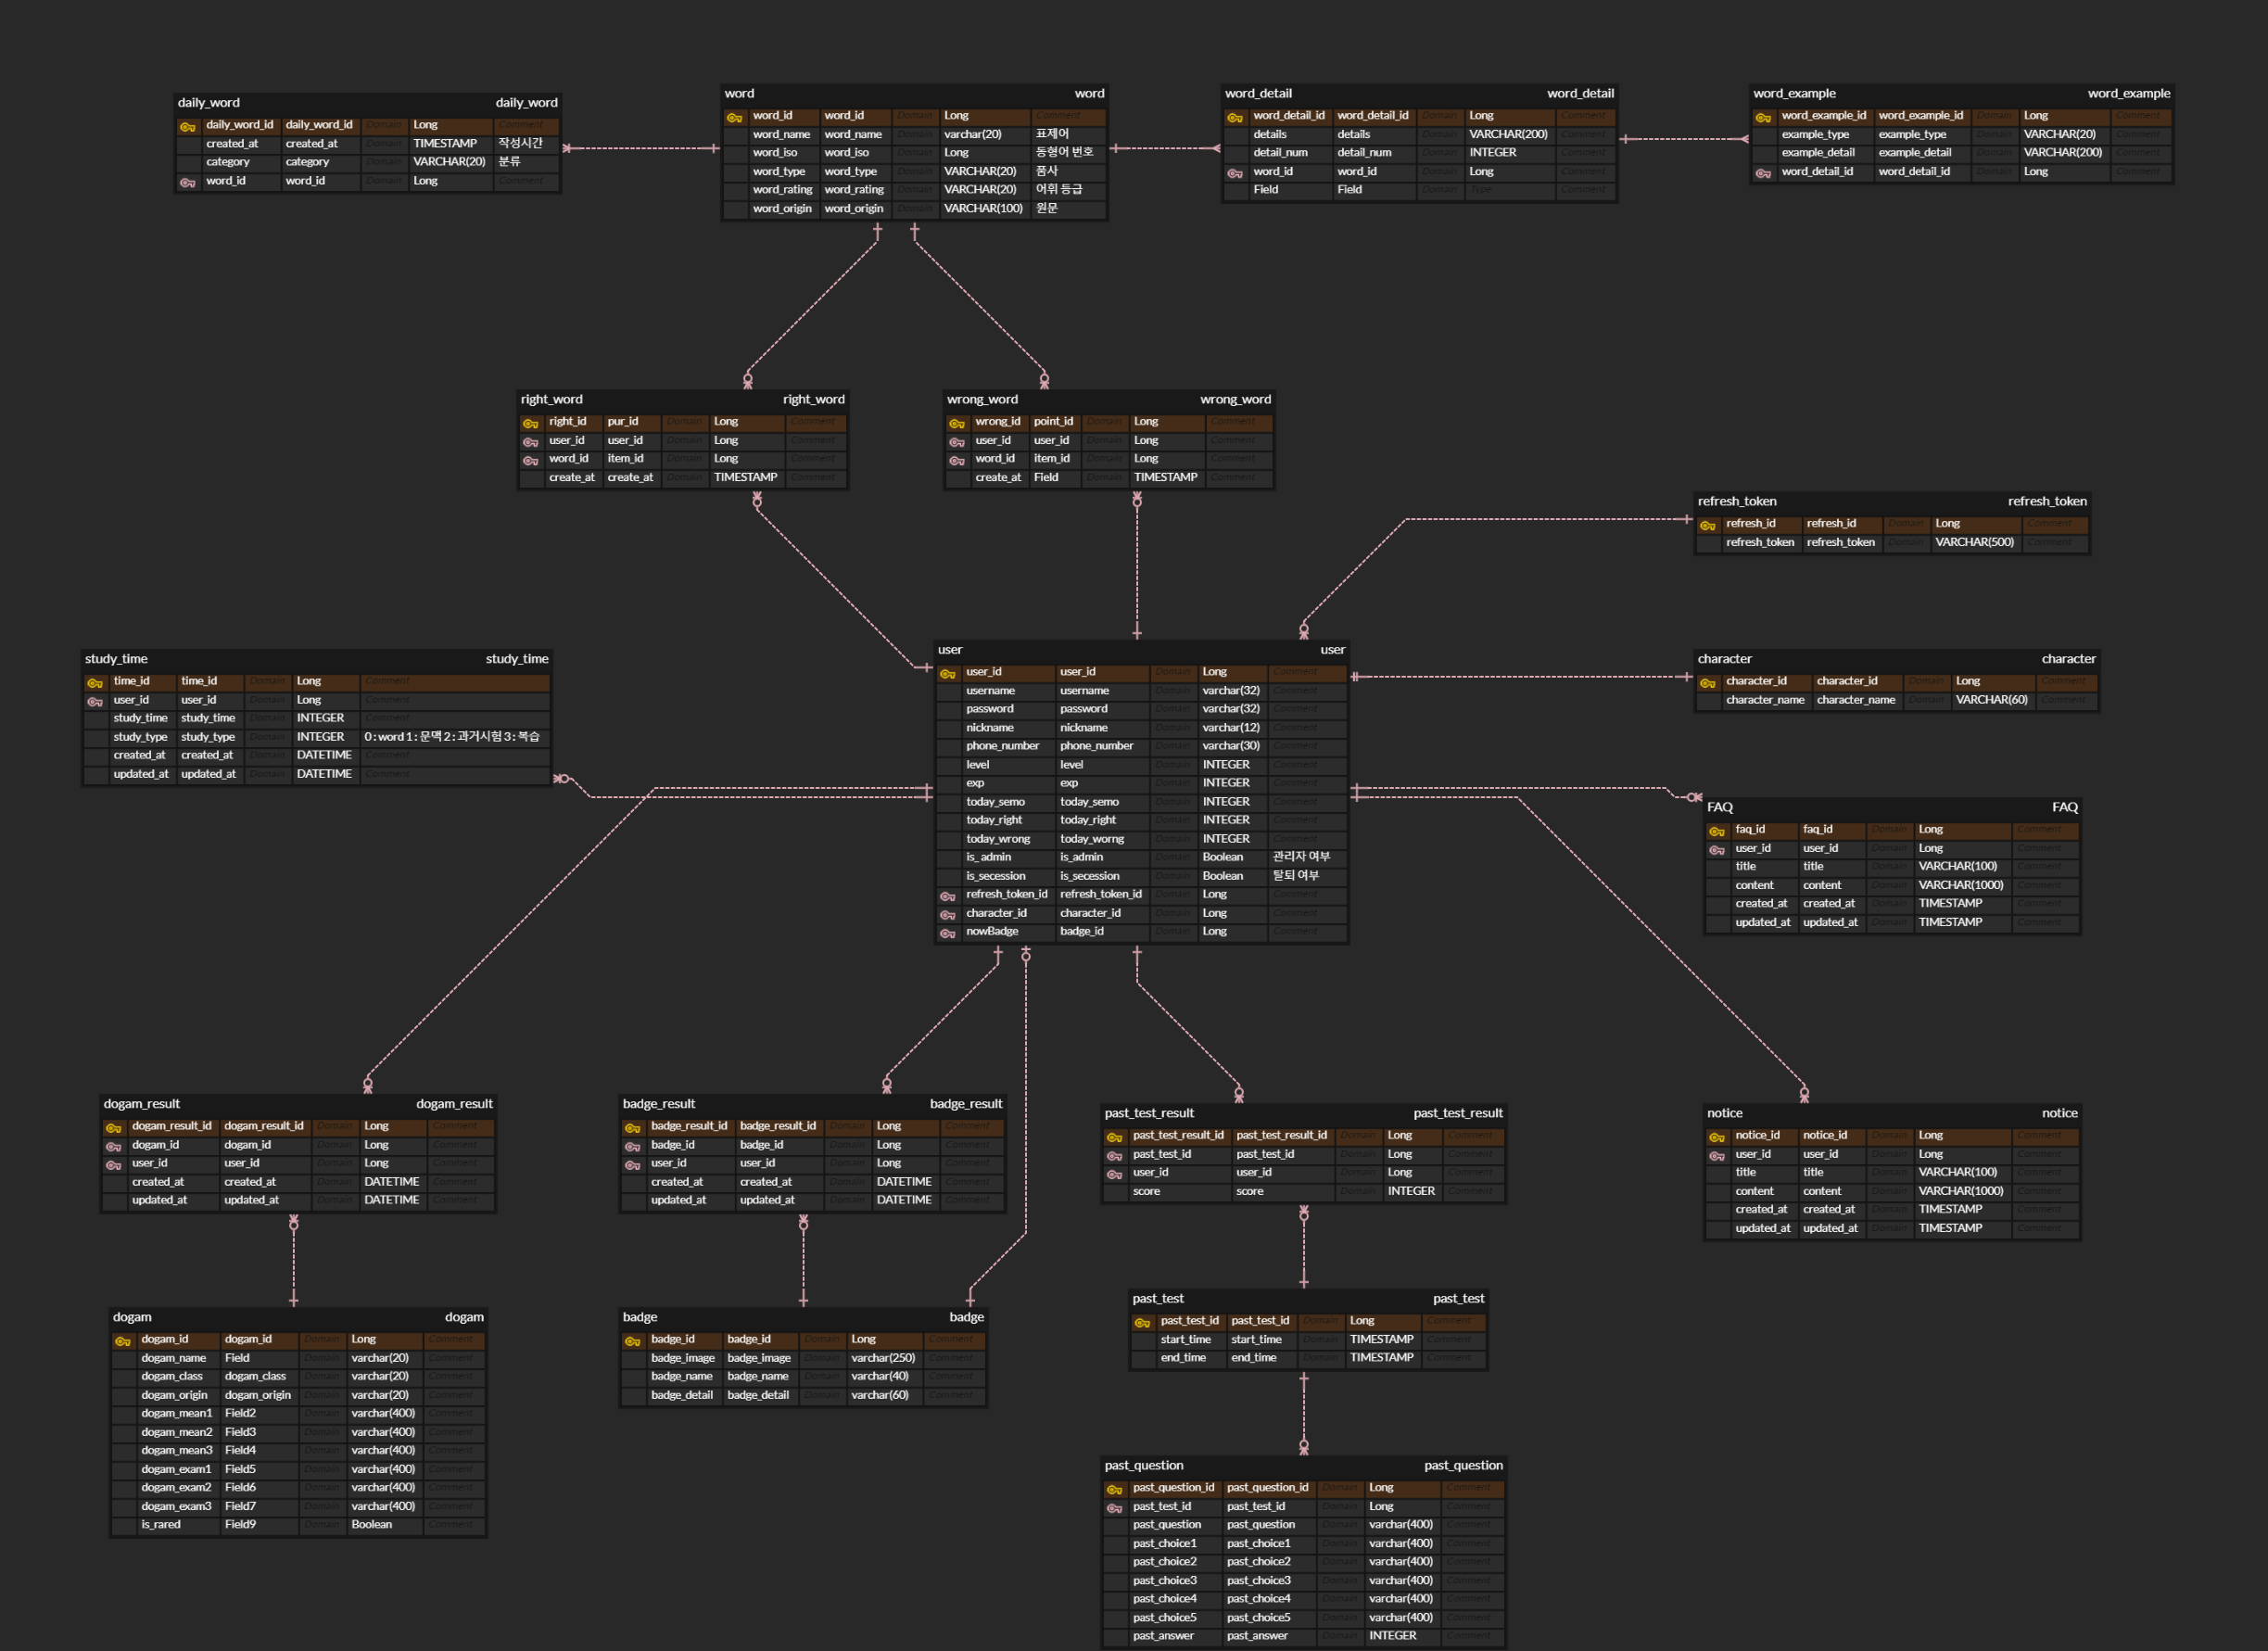 daily_word daily_word
daily_word_id daily_word_id Domain Long Comment
created_at created_at Domain TIMESTAMP 작성시간
category category Domain VARCHAR(20) 분류
word_id word_id Domain Long Comment
word word
word_id word_id Domain Long Comment
word_name word_name Domain varchar(20) 표제어
word_iso word_iso Domain Long 동형어 번호
word_type word_type Domain VARCHAR(20) 품사
word_rating word_rating Domain VARCHAR(20) 어휘 등급
word_origin word_origin Domain VARCHAR(100) 원문
word_detail word_detail
word_detail_id word_detail_id Domain Long Comment
details details Domain VARCHAR(200) Comment
detail_num detail_num Domain INTEGER Comment
word_id word_id Domain Long Comment
Field Field Domain Type Comment
word_example word_example
word_example_id word_example_id Domain Long Comment
example_type example_type Domain VARCHAR(20) Comment
example_detail example_detail Domain VARCHAR(200) Comment
word_detail_id word_detail_id Domain Long Comment
right_word right_word
right_id pur_id Domain Long Comment
user_id user_id Domain Long Comment
word_id item_id Domain Long Comment
create_at create_at Domain TIMESTAMP Comment
wrong_word wrong_word
wrong_id point_id Domain Long Comment
user_id user_id Domain Long Comment
word_id item_id Domain Long Comment
create_at Field Domain TIMESTAMP Comment
refresh_token refresh_token
refresh_id refresh_id Domain Long Comment
refresh_token refresh_token Domain VARCHAR(500) Comment
study_time study_time
time_id time_id Domain Long Comment
user_id user_id Domain Long Comment
study_time study_time Domain INTEGER Comment
study_type study_type Domain INTEGER 0 : word 1 : 문맥 2 : 과거시험 3 : 복습
created_at created_at Domain DATETIME Comment
updated_at updated_at Domain DATETIME Comment
user user
user_id user_id Domain Long Comment
username username Domain varchar(32) Comment
password password Domain varchar(32) Comment
nickname nickname Domain varchar(12) Comment
phone_number phone_number Domain varchar(30) Comment
level level Domain INTEGER Comment
exp exp Domain INTEGER Comment
today_semo today_semo Domain INTEGER Comment
today_right today_right Domain INTEGER Comment
today_wrong today_worng Domain INTEGER Comment
is_ admin is_admin Domain Boolean 관리자 여부
is_secession is_secession Domain Boolean 탈퇴 여부
refresh_token_id refresh_token_id Domain Long Comment
character_id character_id Domain Long Comment
nowBadge badge_id Domain Long Comment
character character
character_id character_id Domain Long Comment
character_name character_name Domain VARCHAR(60) Comment
FAQ FAQ
faq_id faq_id Domain Long Comment
user_id user_id Domain Long Comment
title title Domain VARCHAR(100) Comment
content content Domain VARCHAR(1000) Comment
created_at created_at Domain TIMESTAMP Comment
updated_at updated_at Domain TIMESTAMP Comment
dogam_result dogam_result
dogam_result_id dogam_result_id Domain Long Comment
dogam_id dogam_id Domain Long Comment
user_id user_id Domain Long Comment
created_at created_at Domain DATETIME Comment
updated_at updated_at Domain DATETIME Comment
badge_result badge_result
badge_result_id badge_result_id Domain Long Comment
badge_id badge_id Domain Long Comment
user_id user_id Domain Long Comment
created_at created_at Domain DATETIME Comment
updated_at updated_at Domain DATETIME Comment
past_test_result past_test_result
past_test_result_id past_test_result_id Domain Long Comment
past_test_id past_test_id Domain Long Comment
user_id user_id Domain Long Comment
score score Domain INTEGER Comment
notice notice
notice_id notice_id Domain Long Comment
user_id user_id Domain Long Comment
title title Domain VARCHAR(100) Comment
content content Domain VARCHAR(1000) Comment
created_at created_at Domain TIMESTAMP Comment
updated_at updated_at Domain TIMESTAMP Comment
dogam dogam
dogam_id dogam_id Domain Long Comment
dogam_name Field Domain varchar(20) Comment
dogam_class dogam_class Domain varchar(20) Comment
dogam_origin dogam_origin Domain varchar(20) Comment
dogam_mean1 Field2 Domain varchar(400) Comment
dogam_mean2 Field3 Domain varchar(400) Comment
dogam_mean3 Field4 Domain varchar(400) Comment
dogam_exam1 Field5 Domain varchar(400) Comment
dogam_exam2 Field6 Domain varchar(400) Comment
dogam_exam3 Field7 Domain varchar(400) Comment
is_rared Field9 Domain Boolean Comment
badge badge
badge_id badge_id Domain Long Comment
badge_image badge_image Domain varchar(250) Comment
badge_name badge_name Domain varchar(40) Comment
badge_detail badge_detail Domain varchar(60) Comment
past_test past_test
past_test_id past_test_id Domain Long Comment
start_time start_time Domain TIMESTAMP Comment
end_time end_time Domain TIMESTAMP Comment
past_question past_question
past_question_id past_question_id Domain Long Comment
past_test_id past_test_id Domain Long Comment
past_question past_question Domain varchar(400) Comment
past_choice1 past_choice1 Domain varchar(400) Comment
past_choice2 past_choice2 Domain varchar(400) Comment
past_choice3 past_choice3 Domain varchar(400) Comment
past_choice4 past_choice4 Domain varchar(400) Comment
past_choice5 past_choice5 Domain varchar(400) Comment
past_answer past_answer Domain INTEGER Comment